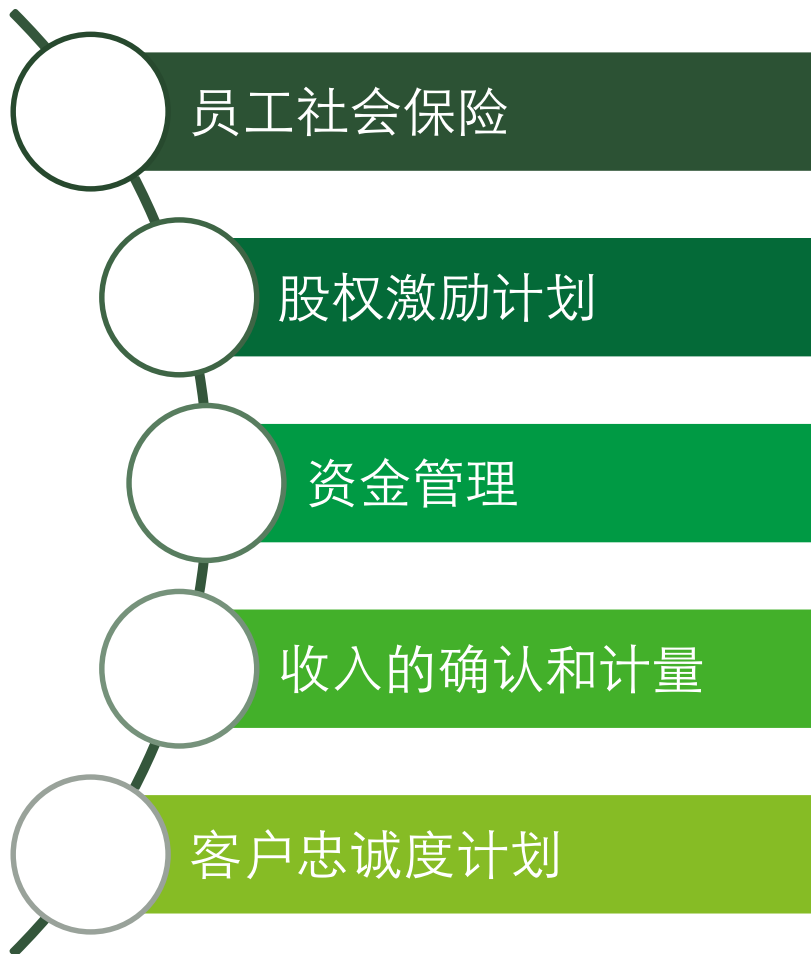 员工社会保险
股权激励计划
资金管理
收入的确认和计量
客户忠诚度计划